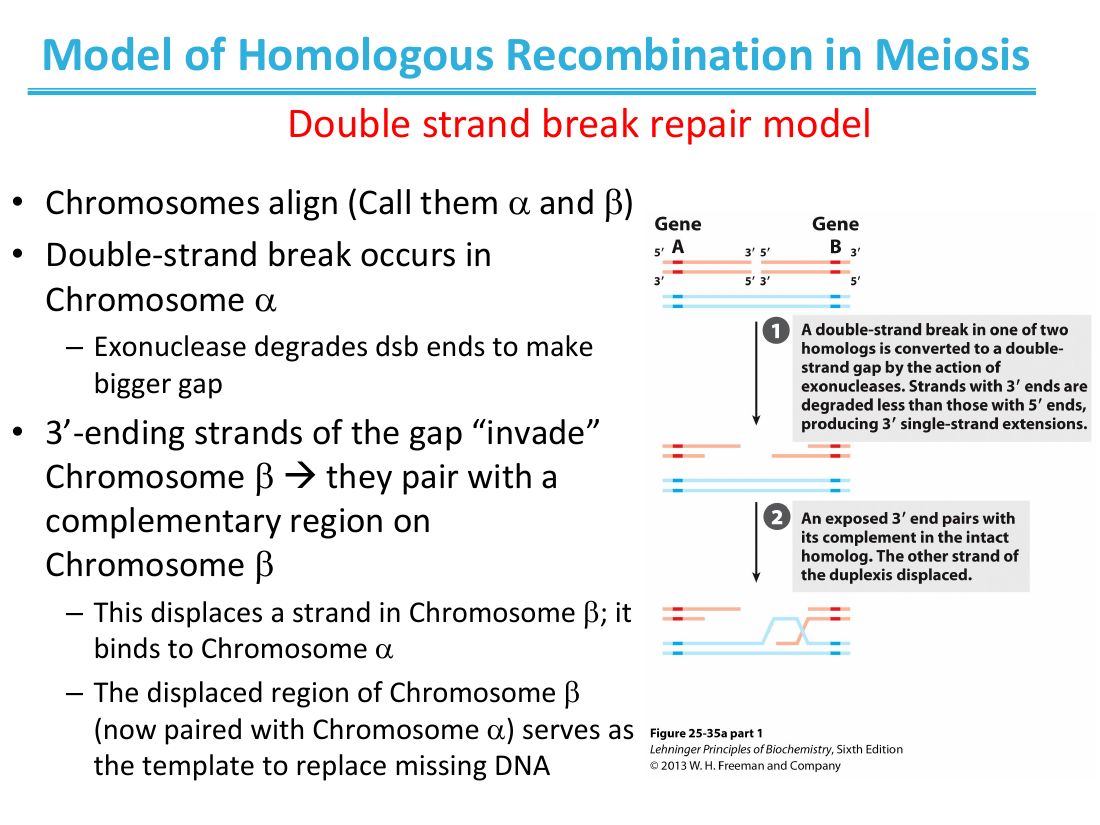 Model of Homologous Recombination in Meiosis
Double strand break repair model
• Chromosomes align (Call them α and β)
• Double-strand break occurs in
Chromosome α
– Exonuclease degrades dsb ends to make
bigger gap
• 3’-ending strands of the gap “invade”
Chromosome β → they pair with a
complementary region on
Chromosome β
– This displaces a strand in Chromosome β; it
binds to Chromosome α
– The displaced region of Chromosome β
(now paired with Chromosome α) serves as
the template to replace missing DNA
Gene Gene
5′ A 3′ 5′ B 3′
3′ 5′ 3′ 5′
1 A double-strand break in one of two
homologs is converted to a double-
strand gap by the action of
exonucleases. Strands with 3′ ends are
degraded less than those with 5′ ends,
producing 3′ single-strand extensions.
2 An exposed 3′ end pairs with
its complement in the intact
homolog. The other strand of
the duplexis displaced.
Figure 25-35a part 1
Lehninger Principles of Biochemistry, Sixth Edition
© 2013 W. H. Freeman and Company